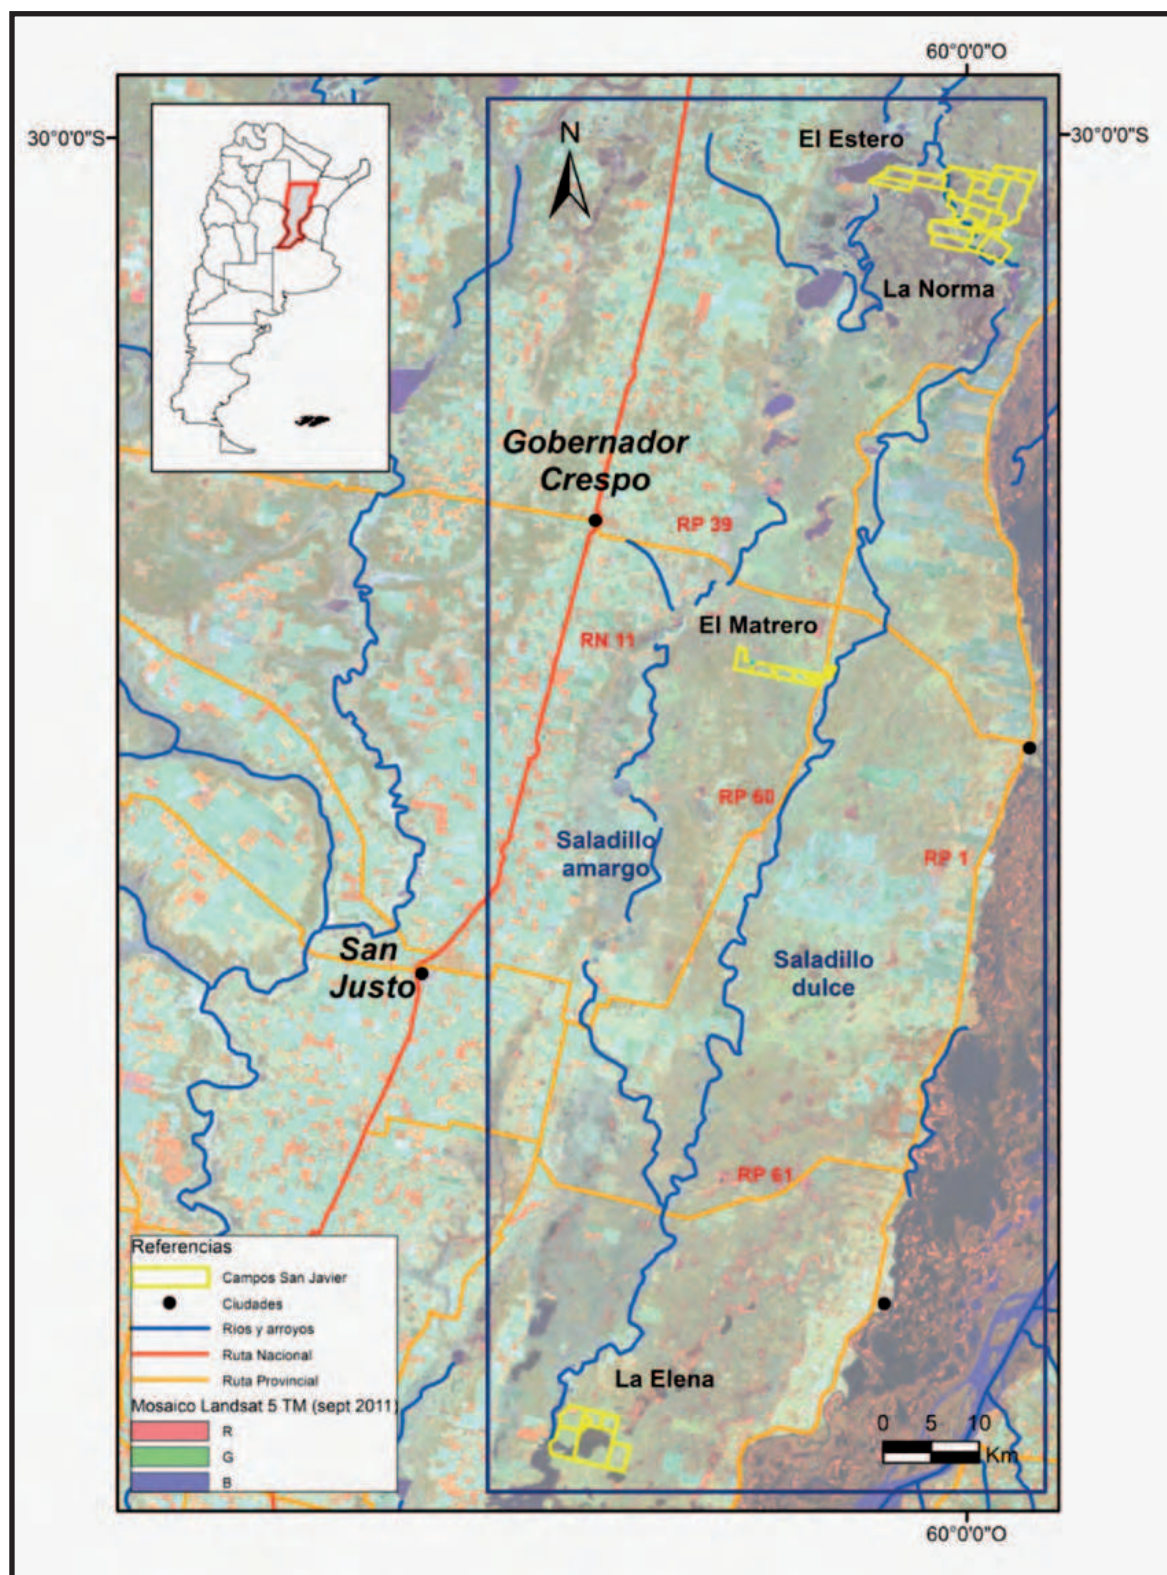 60°0'0"O
30°0'0"S
30°0'0"S
El Estero
N
La Norma
Gobernador
Crespo
RP 39
El Matrero
RN 11
RP 60
Saladillo
amargo
RP 1
San
Justo
Saladillo
dulce
RP 61
Referencias
Campos San Javier
Ciudades
Ríos y arroyos
Ruta Nacional
Ruta Provincial
Mosaico Landsat 5 TM (sept 2011)
R
G
B
La Elena
0 5 10
Km
60°0'0"O